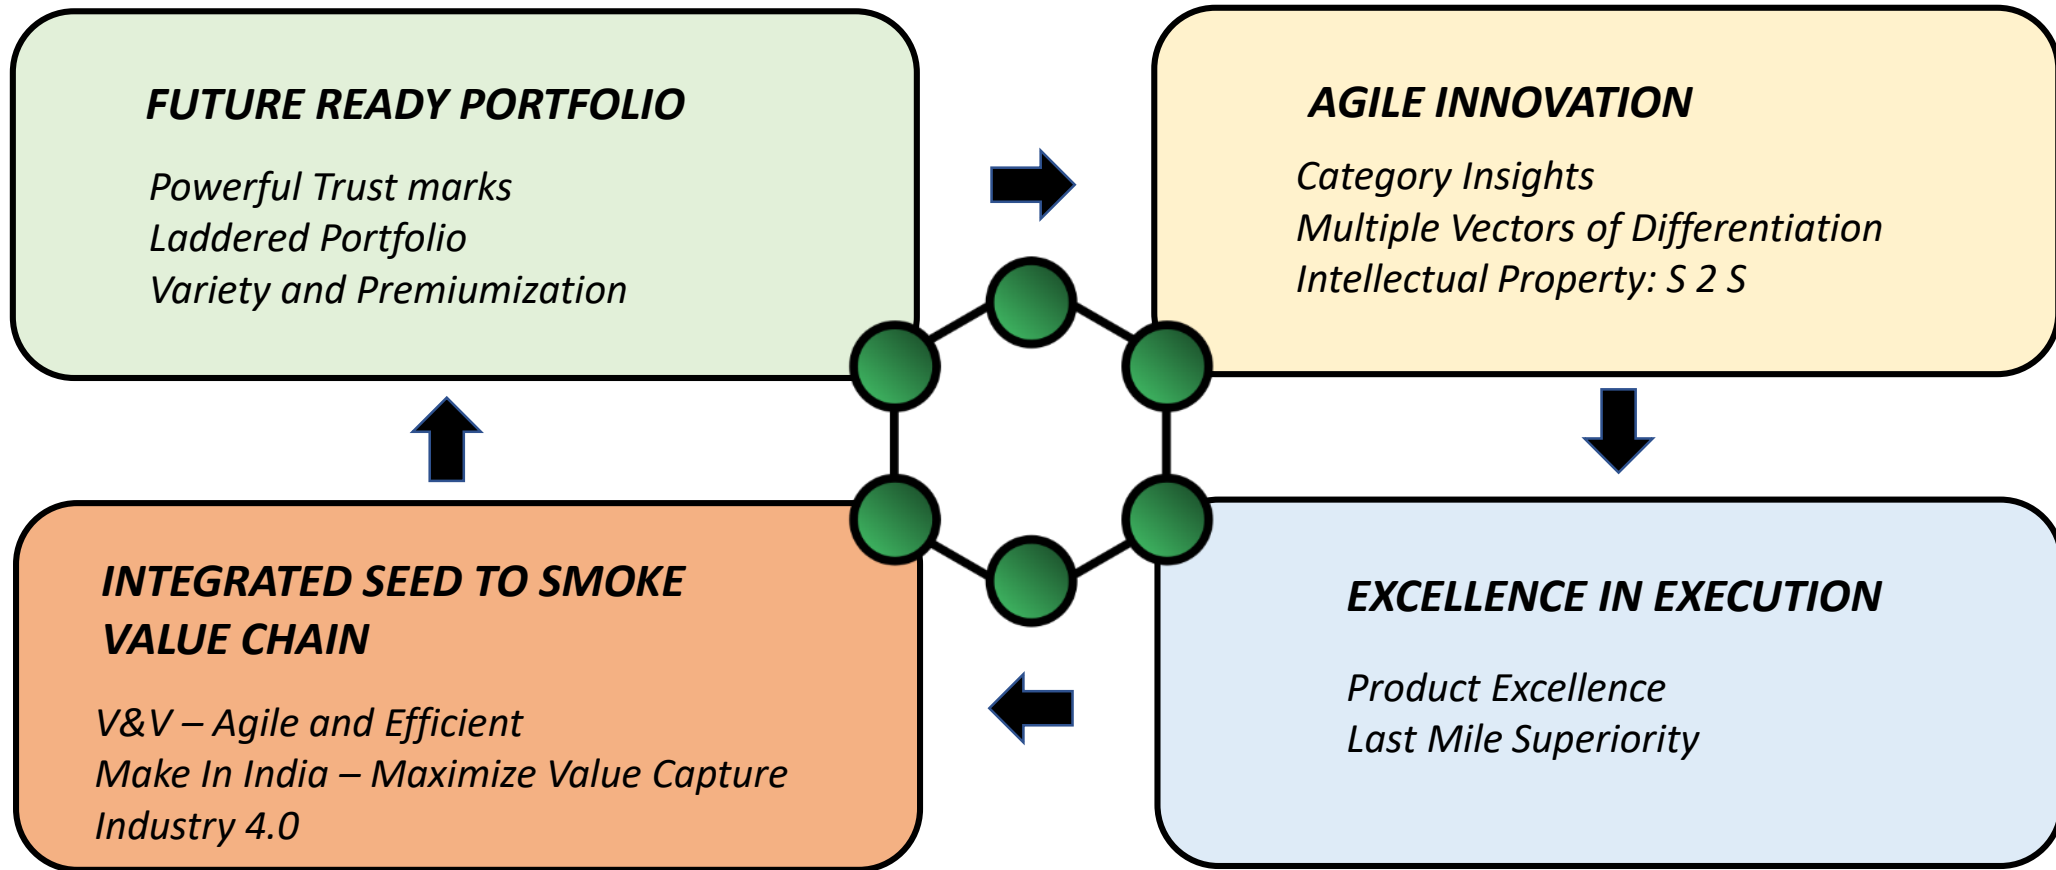 FUTURE READY PORTFOLIO
Powerful Trust marks
Laddered Portfolio
Variety and Premiumization
AGILE INNOVATION
Category Insights
Multiple Vectors of Differentiation
Intellectual Property: S 2 S
INTEGRATED SEED TO SMOKE
VALUE CHAIN
V&V – Agile and Efficient
Make In India – Maximize Value Capture
Industry 4.0
EXCELLENCE IN EXECUTION
Product Excellence
Last Mile Superiority